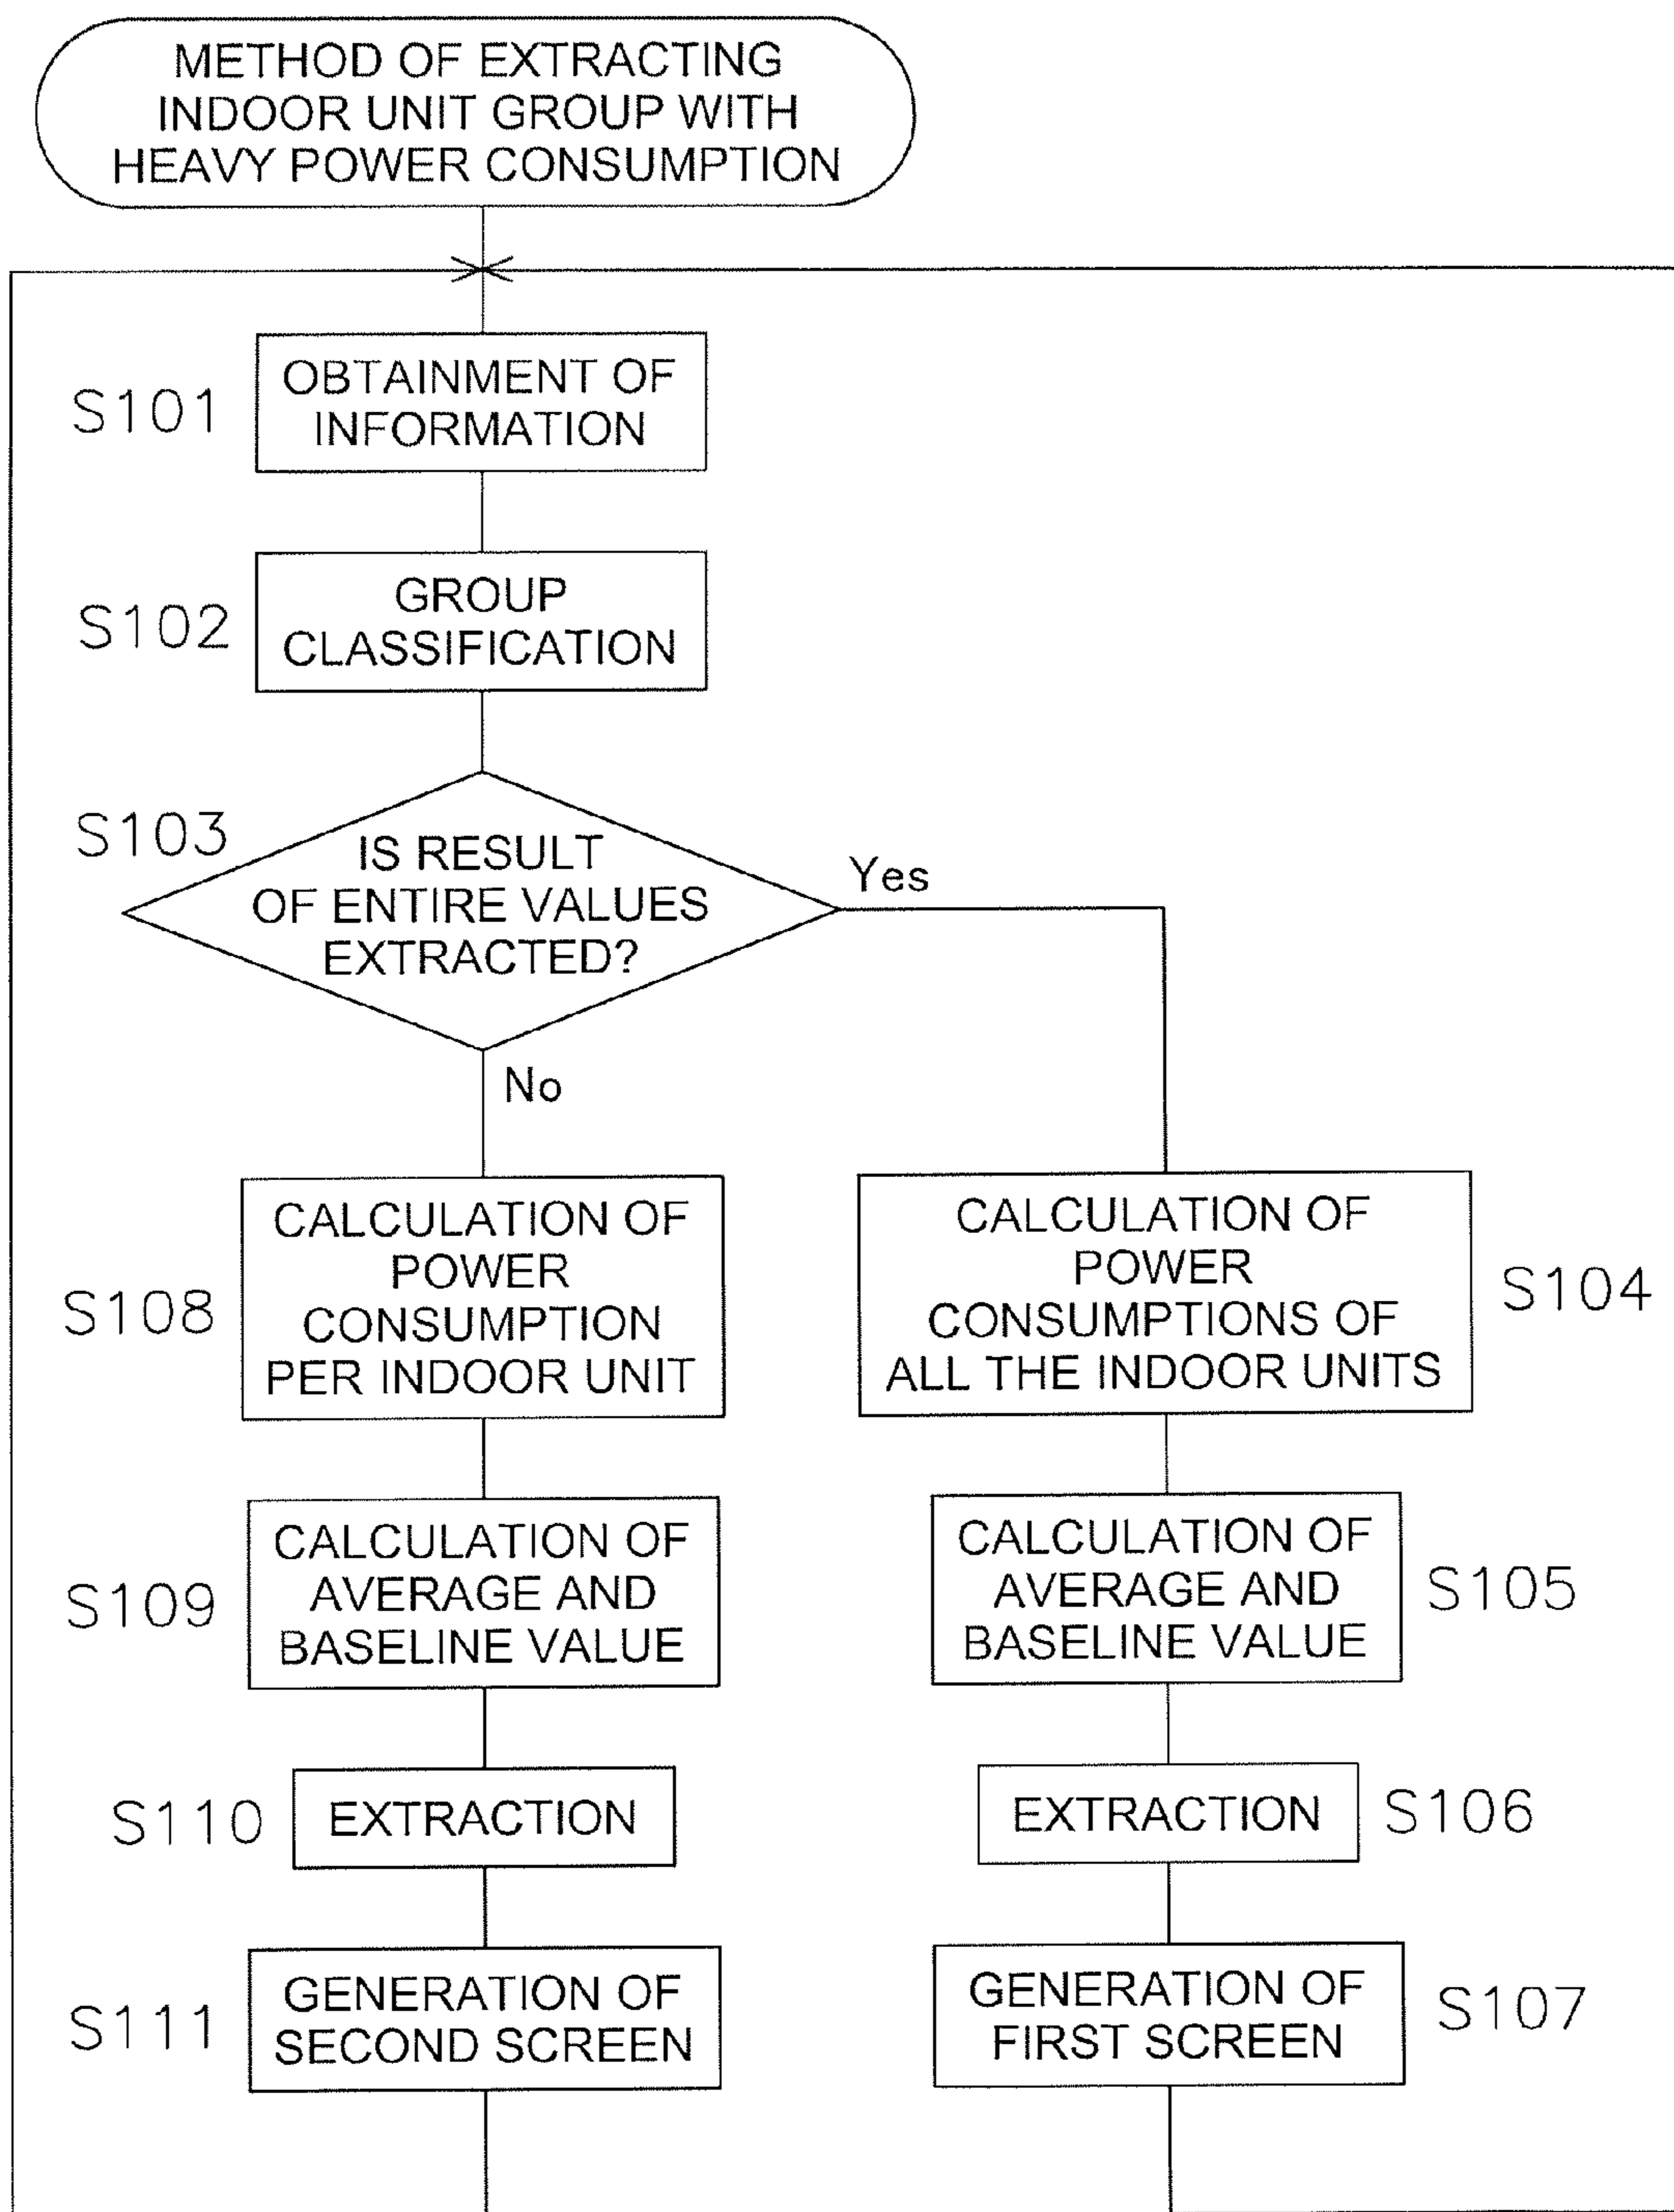 METHOD OF EXTRACTING
INDOOR UNIT GROUP WITH
HEAVY POWER CONSUMPTION
S101
OBTAINMENT OF
INFORMATION
S102
GROUP
CLASSIFICATION
S103
IS RESULT
OF ENTIRE VALUES
EXTRACTED?
Yes
No
S108
CALCULATION OF
POWER
CONSUMPTION
PER INDOOR UNIT
CALCULATION OF
POWER
CONSUMPTIONS OF
ALL THE INDOOR UNITS
S104
S109
CALCULATION OF
AVERAGE AND
BASELINE VALUE
CALCULATION OF
AVERAGE AND
BASELINE VALUE
S105
S110
EXTRACTION
EXTRACTION
S106
S111
GENERATION OF
SECOND SCREEN
GENERATION OF
FIRST SCREEN
S107